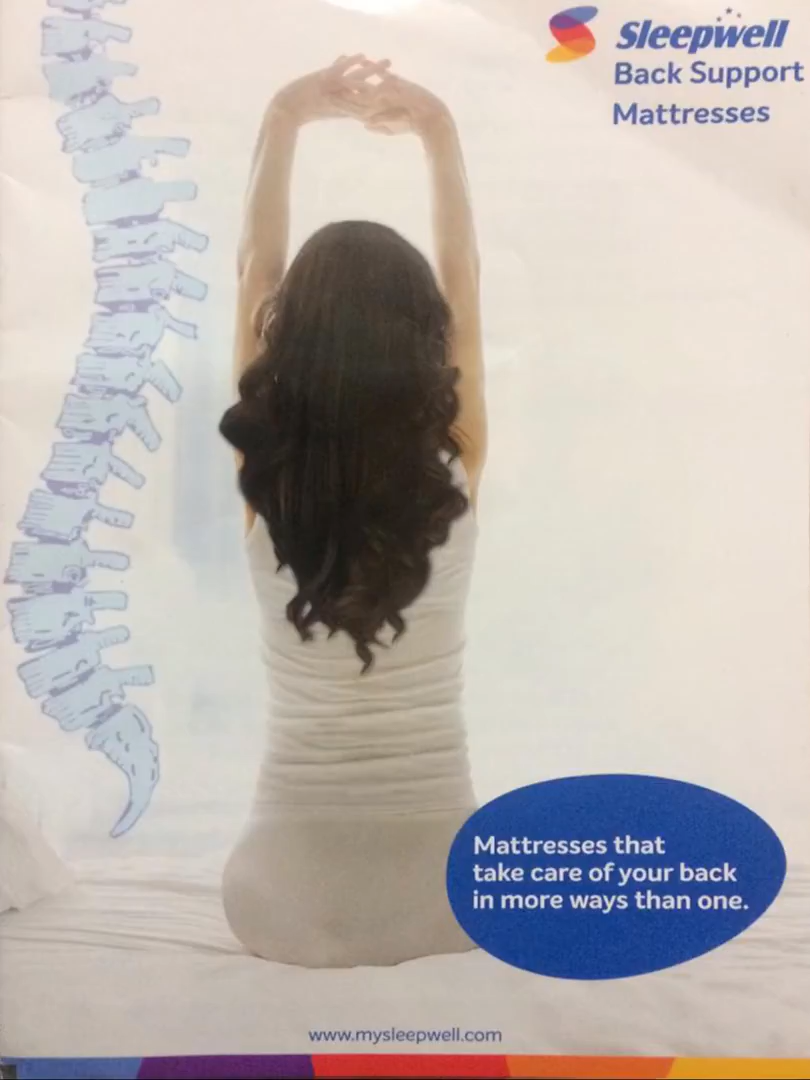 Sleepwell
Back Support
Mattresses
Mattresses that
take care of your back
in more ways than one.
www.mysleepwell.com